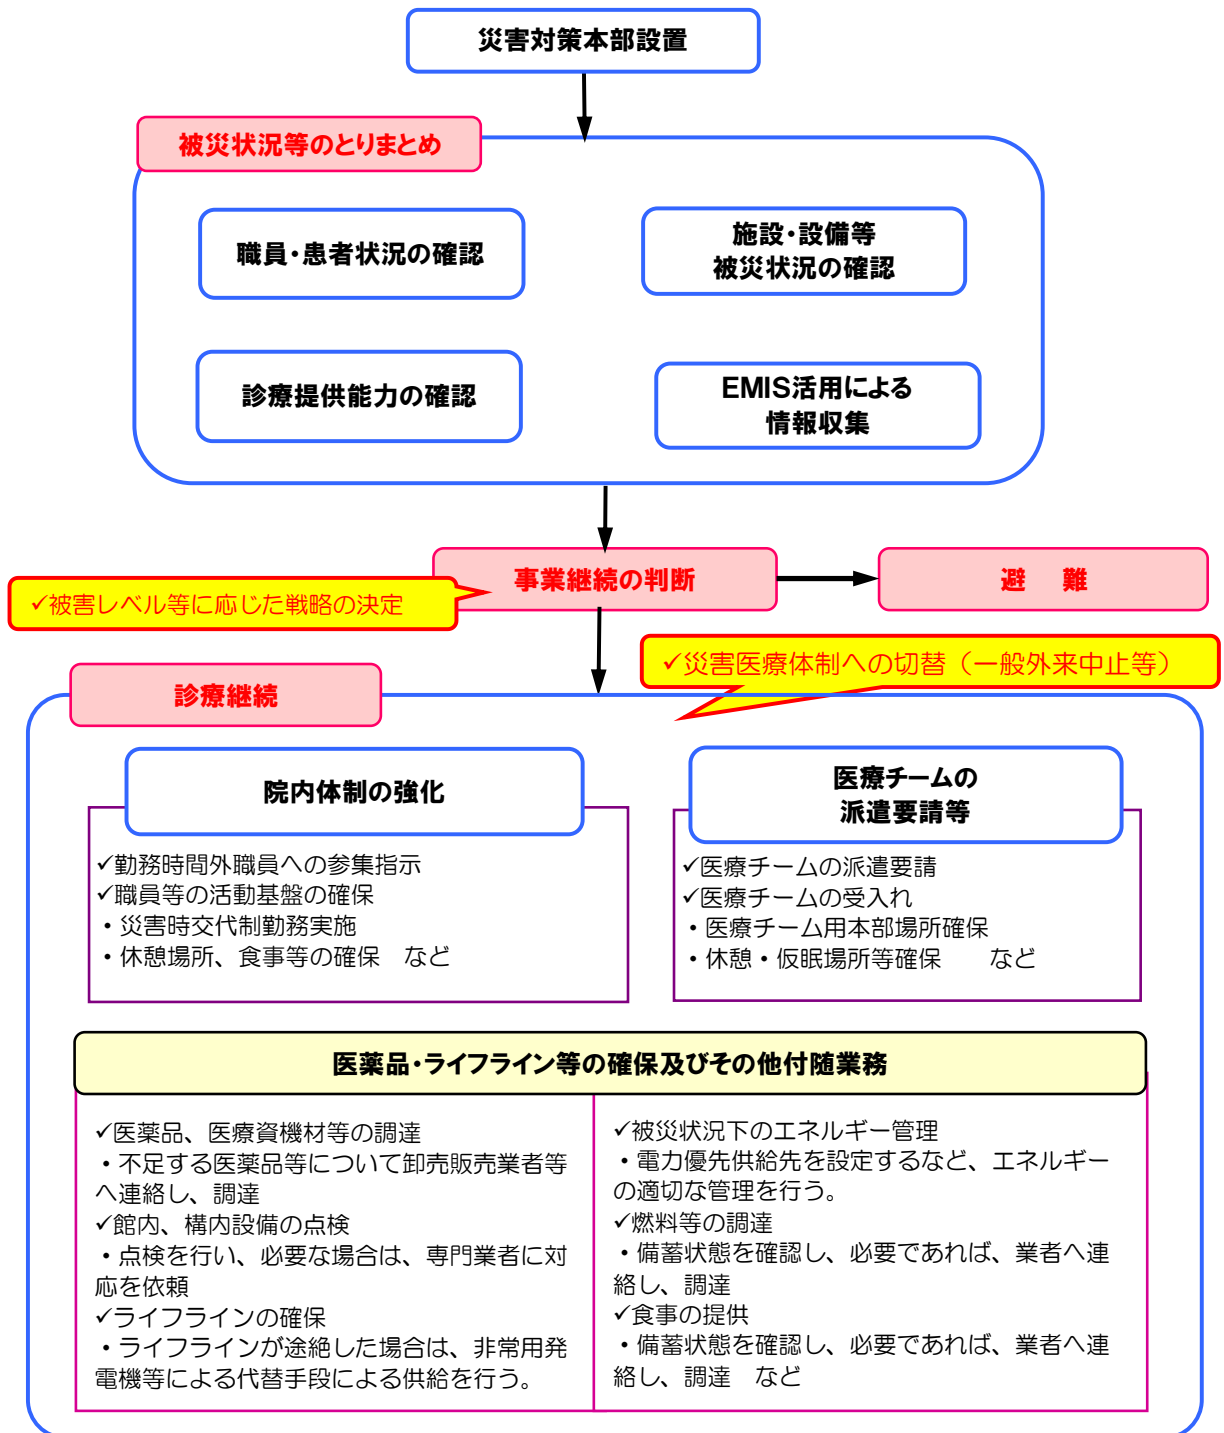 災害対策本部設置
被災状況等のとりまとめ
職員・患者状況の確認
施設・設備等
被災状況の確認
診療提供能力の確認
EMIS活用による
情報収集
事業継続の判断
避　難
✓被害レベル等に応じた戦略の決定
✓災害医療体制への切替（一般外来中止等）
診療継続
院内体制の強化
✓勤務時間外職員への参集指示
✓職員等の活動基盤の確保
・災害時交代制勤務実施
・休憩場所、食事等の確保　など
医療チームの
派遣要請等
✓医療チームの派遣要請
✓医療チームの受入れ
・医療チーム用本部場所確保
・休憩・仮眠場所等確保　　など
医薬品・ライフライン等の確保及びその他付随業務
✓医薬品、医療資機材等の調達
・不足する医薬品等について卸売販売業者等
へ連絡し、調達
✓館内、構内設備の点検
・点検を行い、必要な場合は、専門業者に対
応を依頼
✓ライフラインの確保
・ライフラインが途絶した場合は、非常用発
電機等による代替手段による供給を行う。
✓被災状況下のエネルギー管理
・電力優先供給先を設定するなど、エネルギー
の適切な管理を行う。
✓燃料等の調達
・備蓄状態を確認し、必要であれば、業者へ連
絡し、調達
✓食事の提供
・備蓄状態を確認し、必要であれば、業者へ連
絡し、調達　など